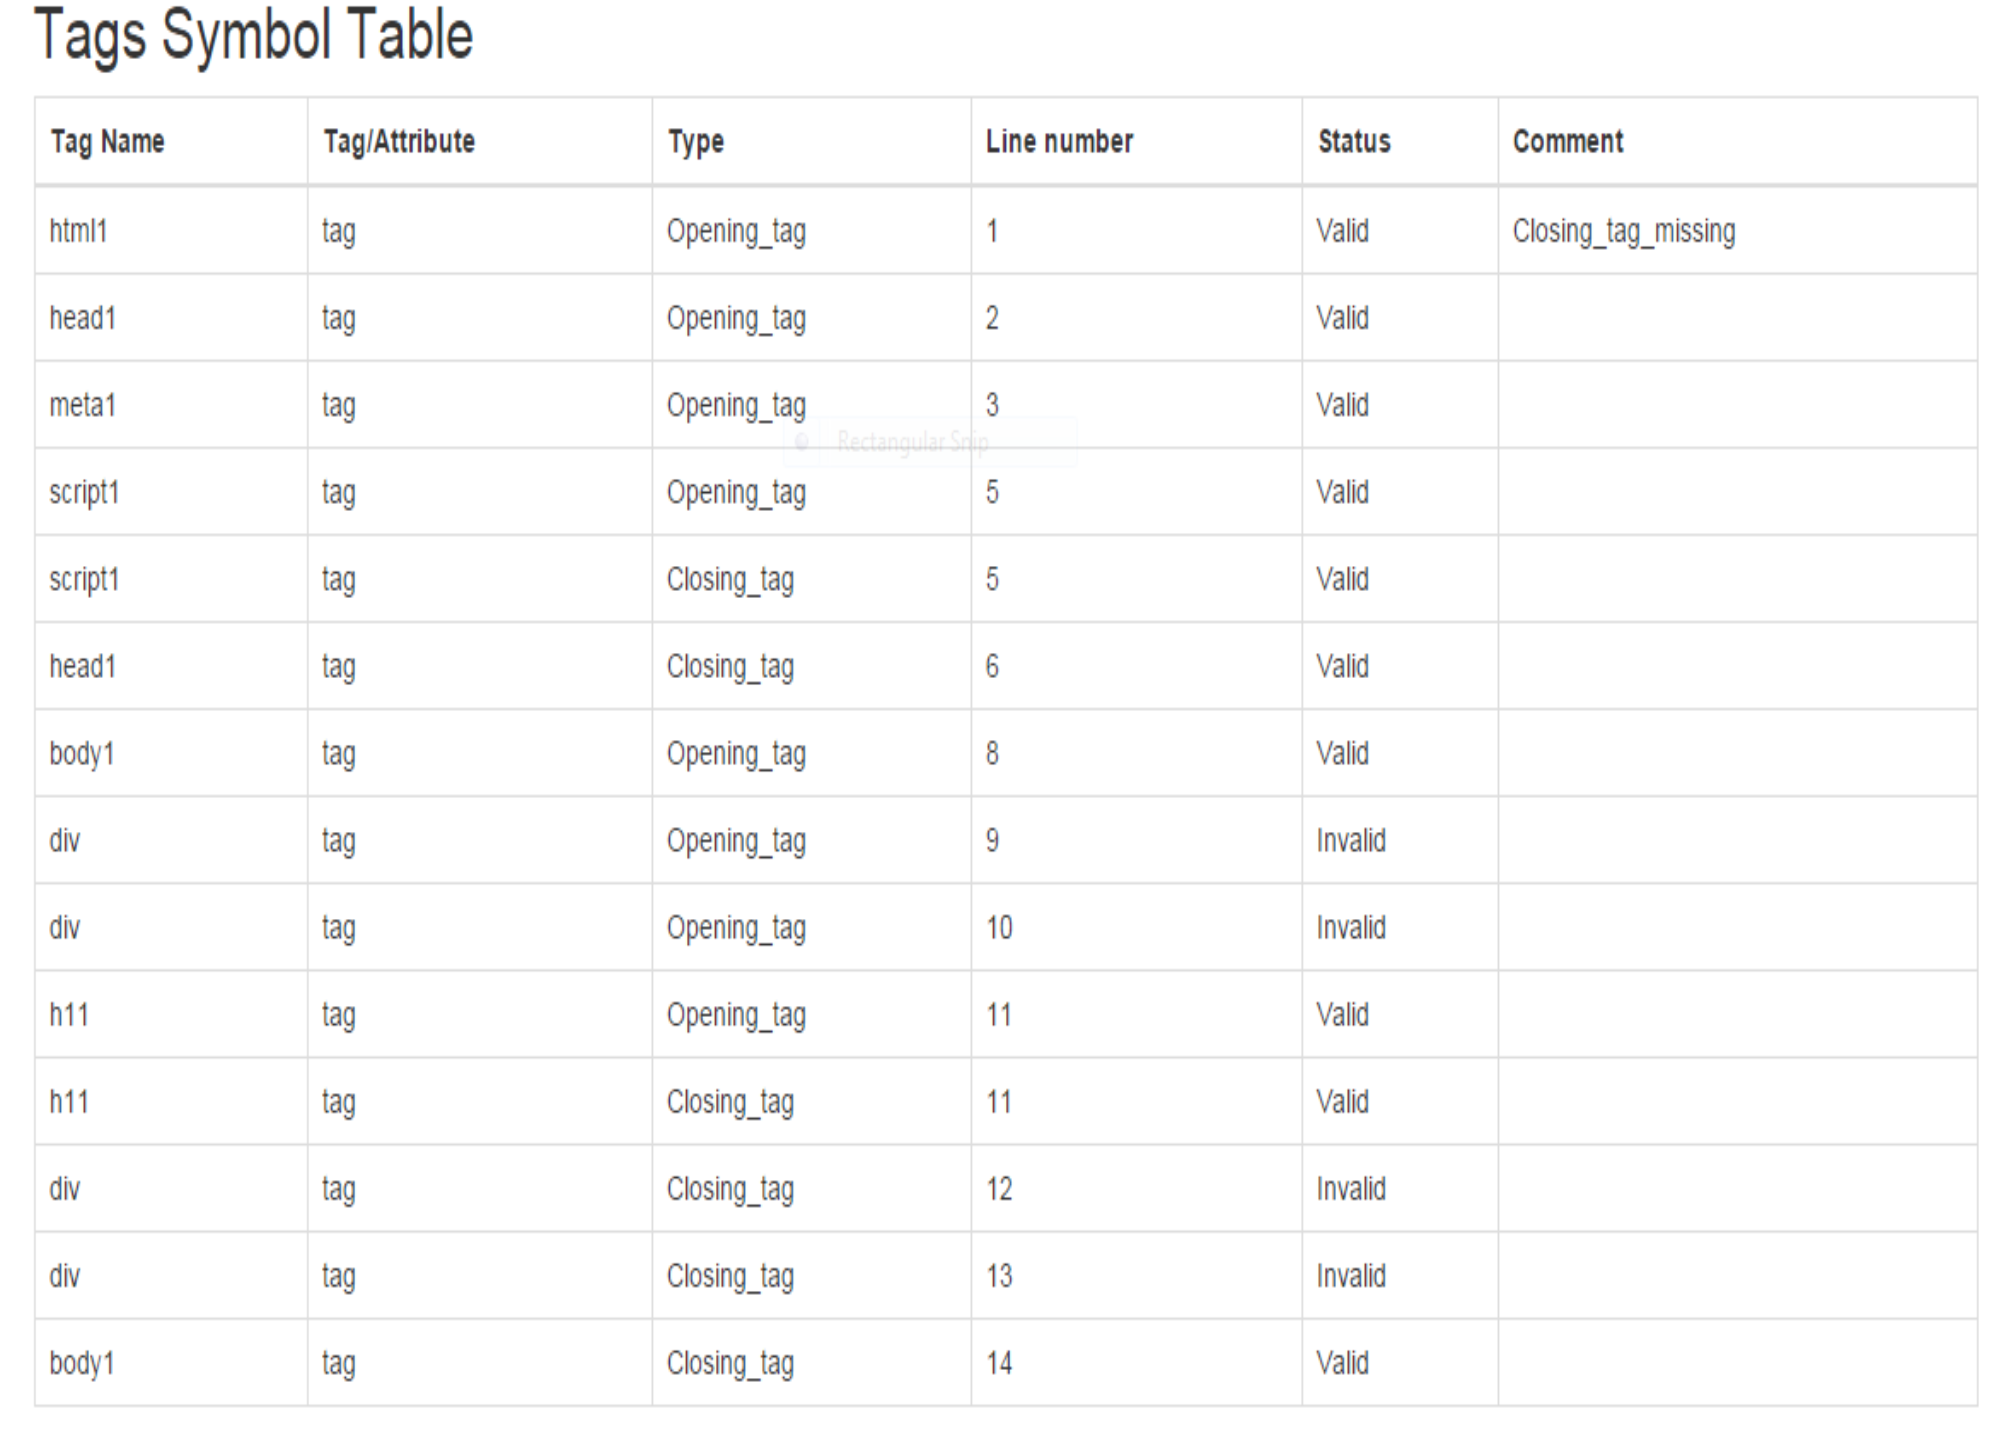 Tags Symbol Table
Tag Name Tag/Attribute Type Line number Status Comment
html1 tag Opening_tag 1 Valid Closing_tag_missing
head1 tag Opening_tag 2 Valid
meta1 tag Opening_tag 3 Valid
Rectangular Snip
script1 tag Opening_tag 5 Valid
script1 tag Closing_tag 5 Valid
head1 tag Closing_tag 6 Valid
body1 tag Opening_tag 8 Valid
div tag Opening_tag 9 Invalid
div tag Opening_tag 10 Invalid
h11 tag Opening_tag 11 Valid
h11 tag Closing_tag 11 Valid
div tag Closing_tag 12 Invalid
div tag Closing_tag 13 Invalid
body1 tag Closing_tag 14 Valid